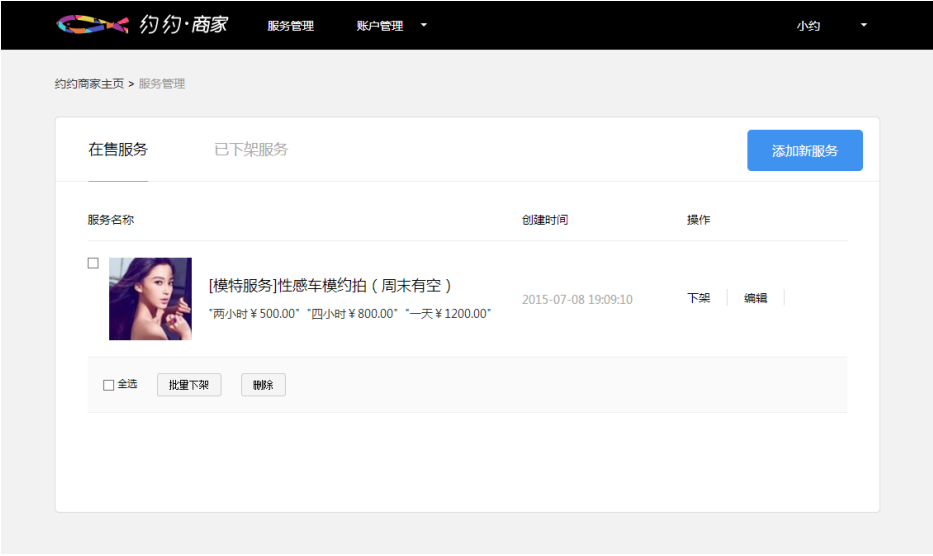 约约·商家 服务管理 账户管理 小约
约约商家主页 > 服务管理
在售服务 已下架服务 添加新服务
服务名称 创建时间 操作
[模特服务]性感车模约拍（周末有空）
"两小时￥500.00" "四小时￥800.00" "一天￥1200.00"
2015-07-08 19:09:10 下架 编辑
全选 批量下架 删除